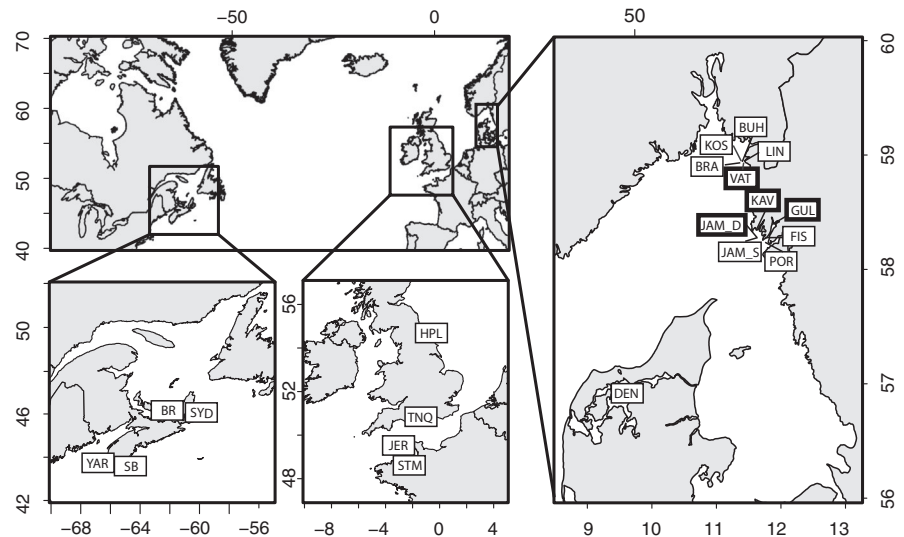 −50 0 50
70
60
50
40
60
59
58
57
56
BUH
KOS
LIN
BRA
VAT
KAV
GUL
JAM_D
FIS
JAM_S
POR
DEN
9 10 11 12 13
50
46
42
BR
SYD
YAR
SB
−68 −64 −60 −56
56
52
48
HPL
TNQ
JER
STM
−8 −4 0 4